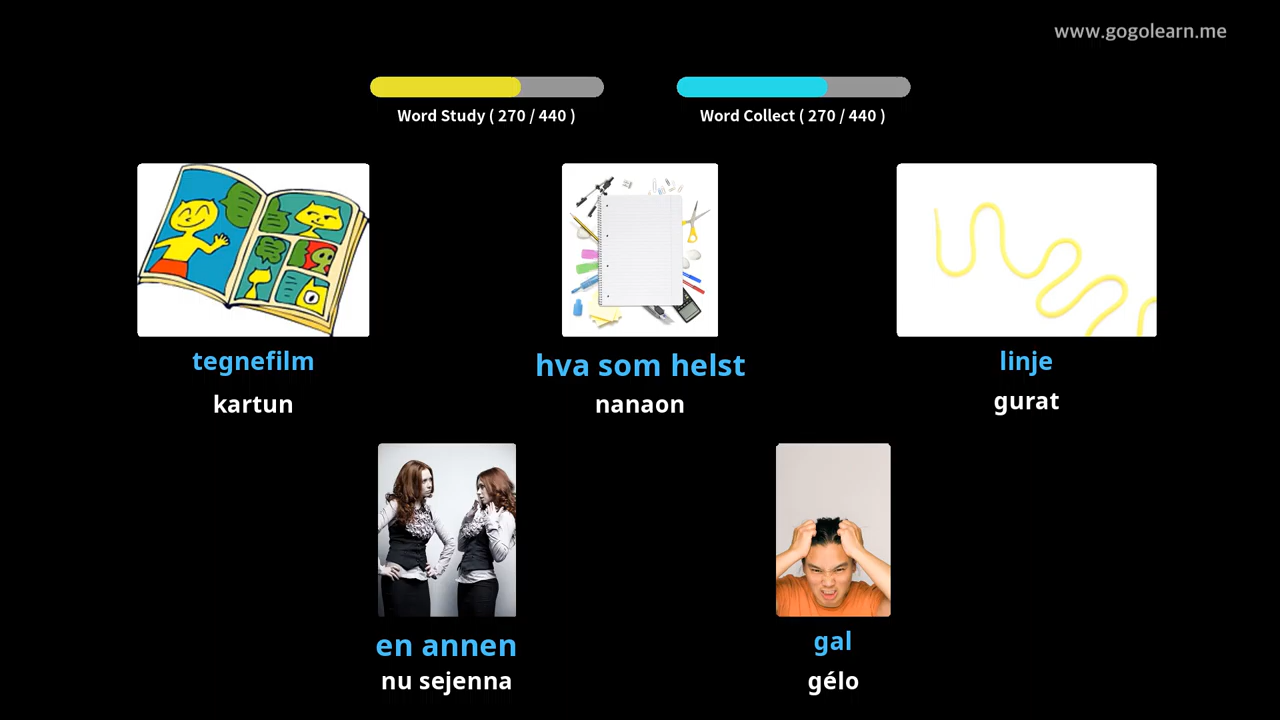 www.gogolearn.me
Word Study ( 270 / 440 )
Word Collect ( 270 / 440 )
tegnefilm
kartun
hva som helst
nanaon
linje
gurat
en annen
nu sejenna
gal
gélo